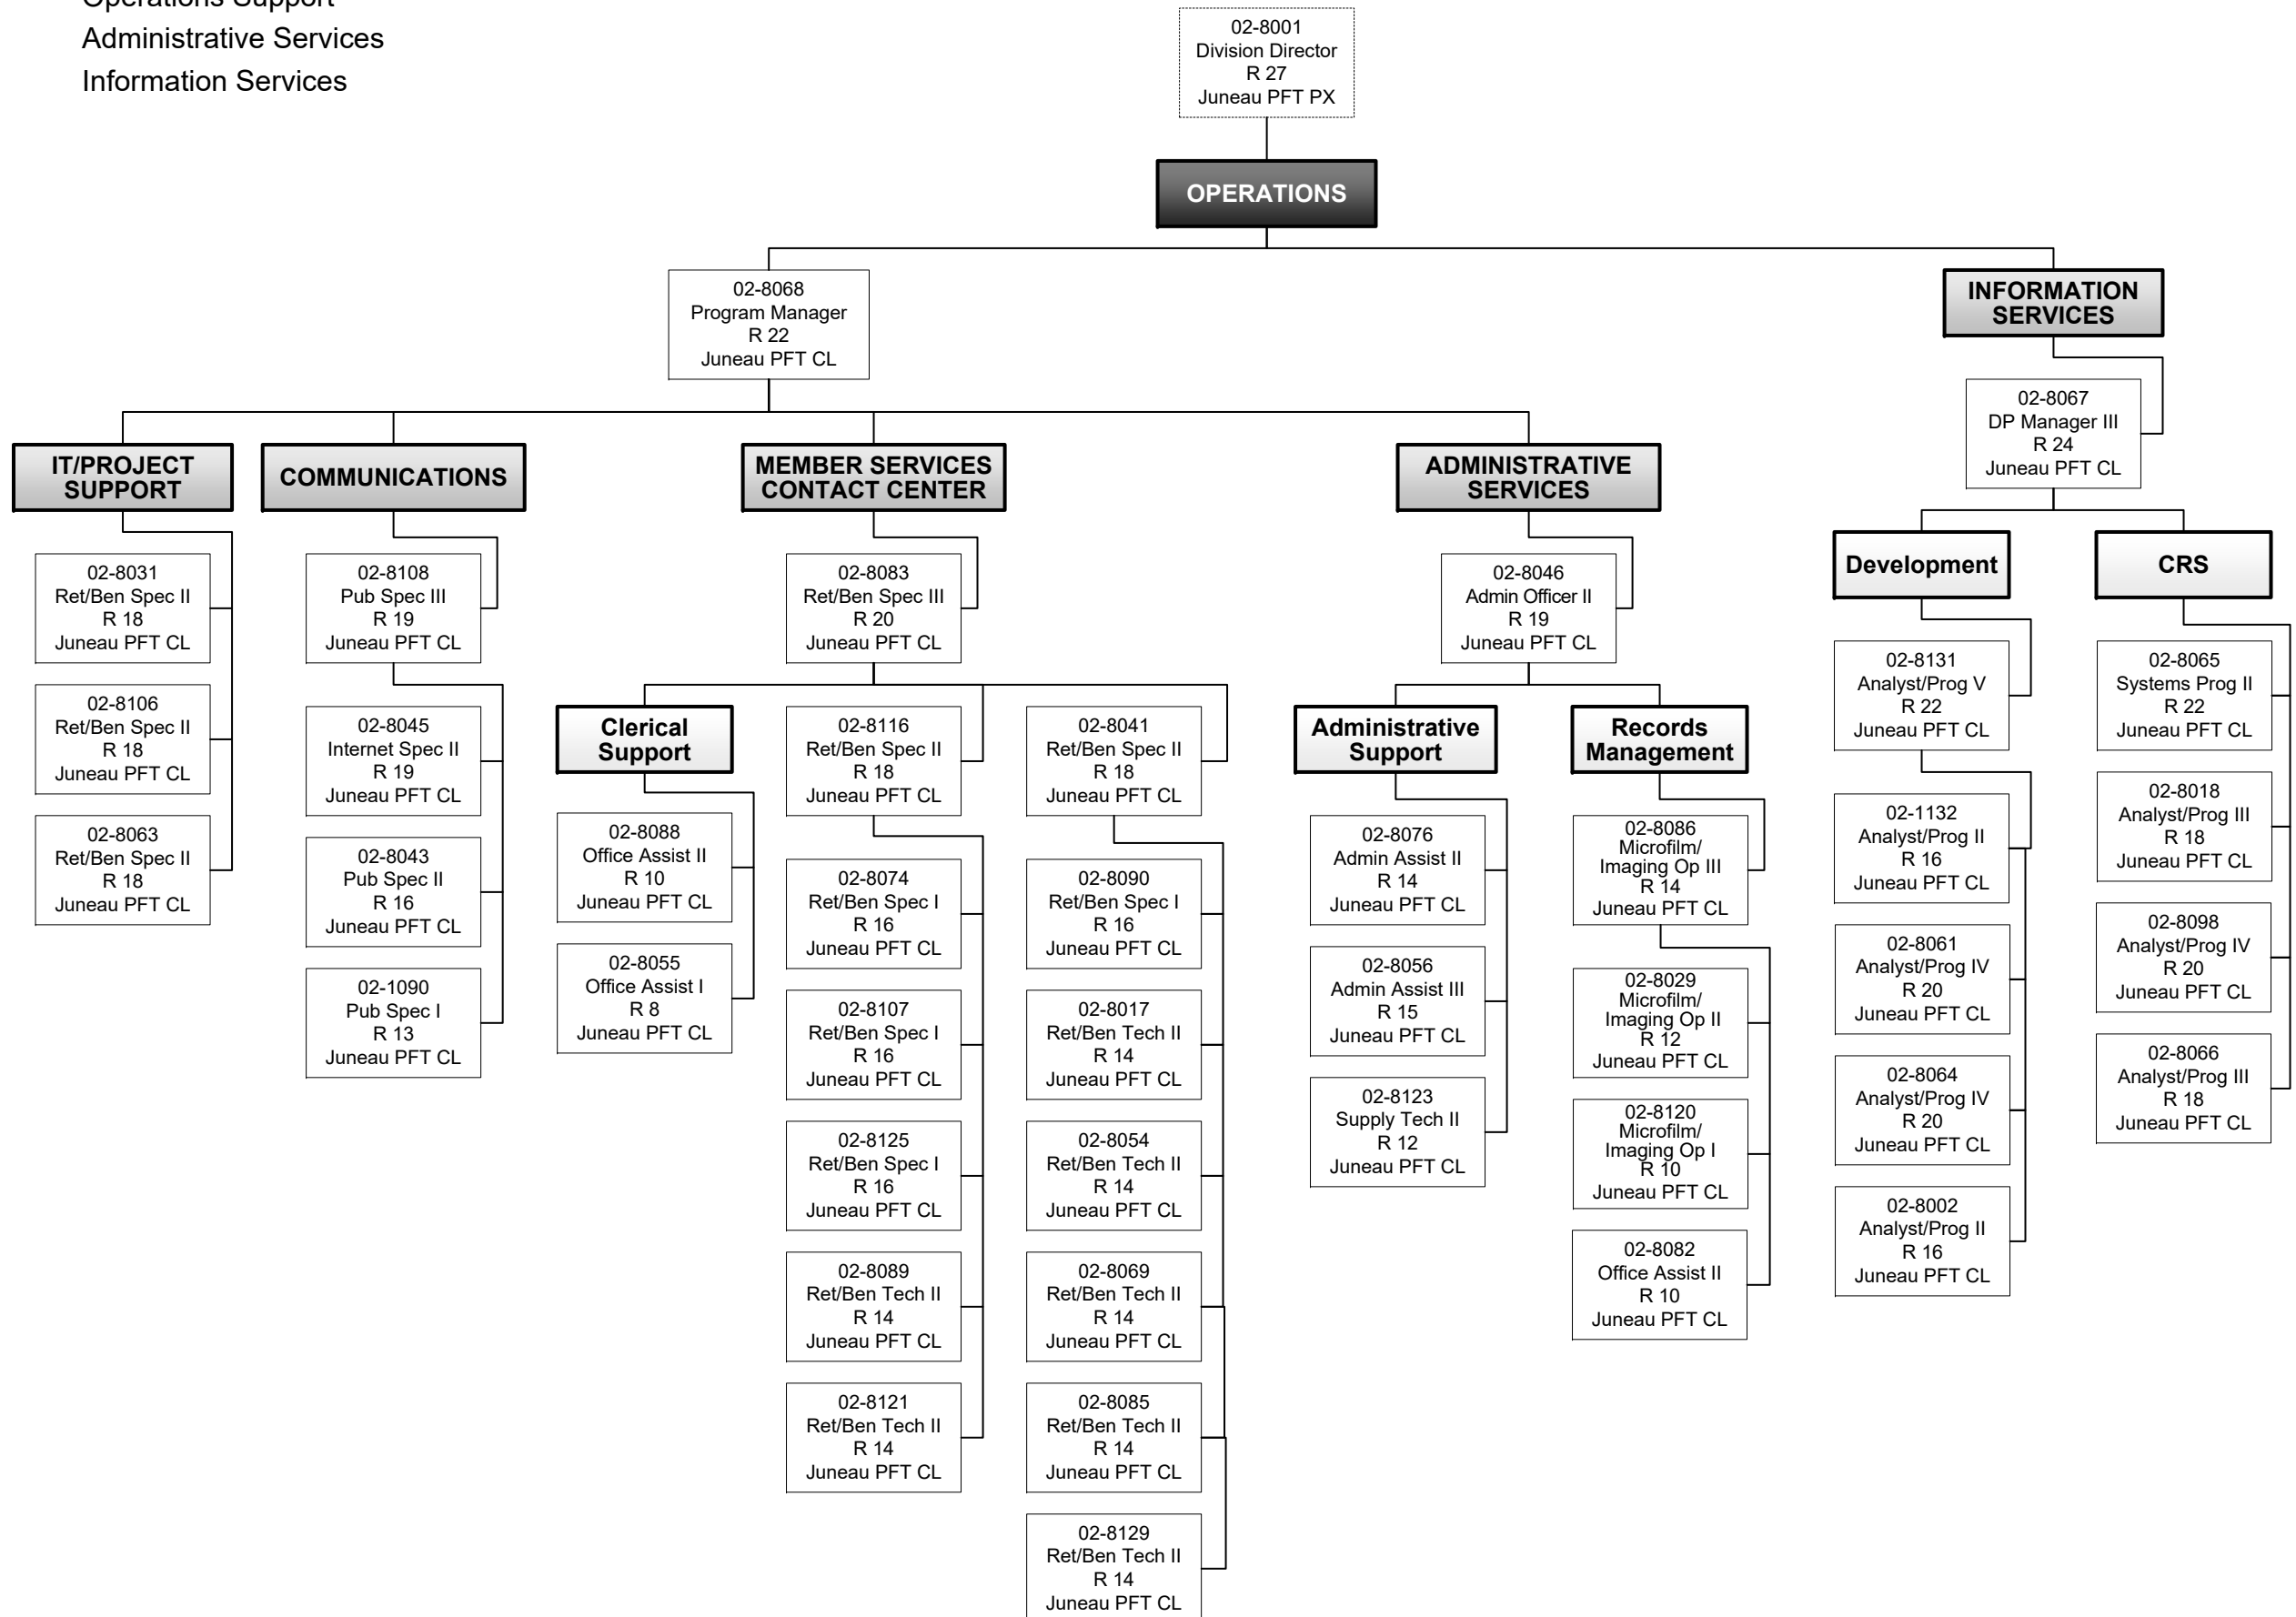 Operations Support
Administrative Services
Information Services
02-8001
Division Director
R 27
Juneau PFT PX
OPERATIONS
02-8068
Program Manager
R 22
Juneau PFT CL
INFORMATION
SERVICES
02-8067
DP Manager III
R 24
Juneau PFT CL
IT/PROJECT
SUPPORT
02-8031
Ret/Ben Spec II
R 18
Juneau PFT CL
02-8106
Ret/Ben Spec II
R 18
Juneau PFT CL
02-8063
Ret/Ben Spec II
R 18
Juneau PFT CL
COMMUNICATIONS
02-8108
Pub Spec III
R 19
Juneau PFT CL
02-8045
Internet Spec II
R 19
Juneau PFT CL
02-8043
Pub Spec II
R 16
Juneau PFT CL
02-1090
Pub Spec I
R 13
Juneau PFT CL
MEMBER SERVICES
CONTACT CENTER
02-8083
Ret/Ben Spec III
R 20
Juneau PFT CL
Clerical
Support
02-8088
Office Assist II
R 10
Juneau PFT CL
02-8055
Office Assist I
R 8
Juneau PFT CL
02-8116
Ret/Ben Spec II
R 18
Juneau PFT CL
02-8074
Ret/Ben Spec I
R 16
Juneau PFT CL
02-8107
Ret/Ben Spec I
R 16
Juneau PFT CL
02-8125
Ret/Ben Spec I
R 16
Juneau PFT CL
02-8089
Ret/Ben Tech II
R 14
Juneau PFT CL
02-8121
Ret/Ben Tech II
R 14
Juneau PFT CL
02-8041
Ret/Ben Spec II
R 18
Juneau PFT CL
02-8090
Ret/Ben Spec I
R 16
Juneau PFT CL
02-8017
Ret/Ben Tech II
R 14
Juneau PFT CL
02-8054
Ret/Ben Tech II
R 14
Juneau PFT CL
02-8069
Ret/Ben Tech II
R 14
Juneau PFT CL
02-8085
Ret/Ben Tech II
R 14
Juneau PFT CL
02-8129
Ret/Ben Tech II
R 14
Juneau PFT CL
ADMINISTRATIVE
SERVICES
02-8046
Admin Officer II
R 19
Juneau PFT CL
Administrative
Support
02-8076
Admin Assist II
R 14
Juneau PFT CL
02-8056
Admin Assist III
R 15
Juneau PFT CL
02-8123
Supply Tech II
R 12
Juneau PFT CL
Records
Management
02-8086
Microfilm/
Imaging Op III
R 14
Juneau PFT CL
02-8029
Microfilm/
Imaging Op II
R 12
Juneau PFT CL
02-8120
Microfilm/
Imaging Op I
R 10
Juneau PFT CL
02-8082
Office Assist II
R 10
Juneau PFT CL
Development
02-8131
Analyst/Prog V
R 22
Juneau PFT CL
02-1132
Analyst/Prog II
R 16
Juneau PFT CL
02-8061
Analyst/Prog IV
R 20
Juneau PFT CL
02-8064
Analyst/Prog IV
R 20
Juneau PFT CL
02-8002
Analyst/Prog II
R 16
Juneau PFT CL
CRS
02-8065
Systems Prog II
R 22
Juneau PFT CL
02-8018
Analyst/Prog III
R 18
Juneau PFT CL
02-8098
Analyst/Prog IV
R 20
Juneau PFT CL
02-8066
Analyst/Prog III
R 18
Juneau PFT CL